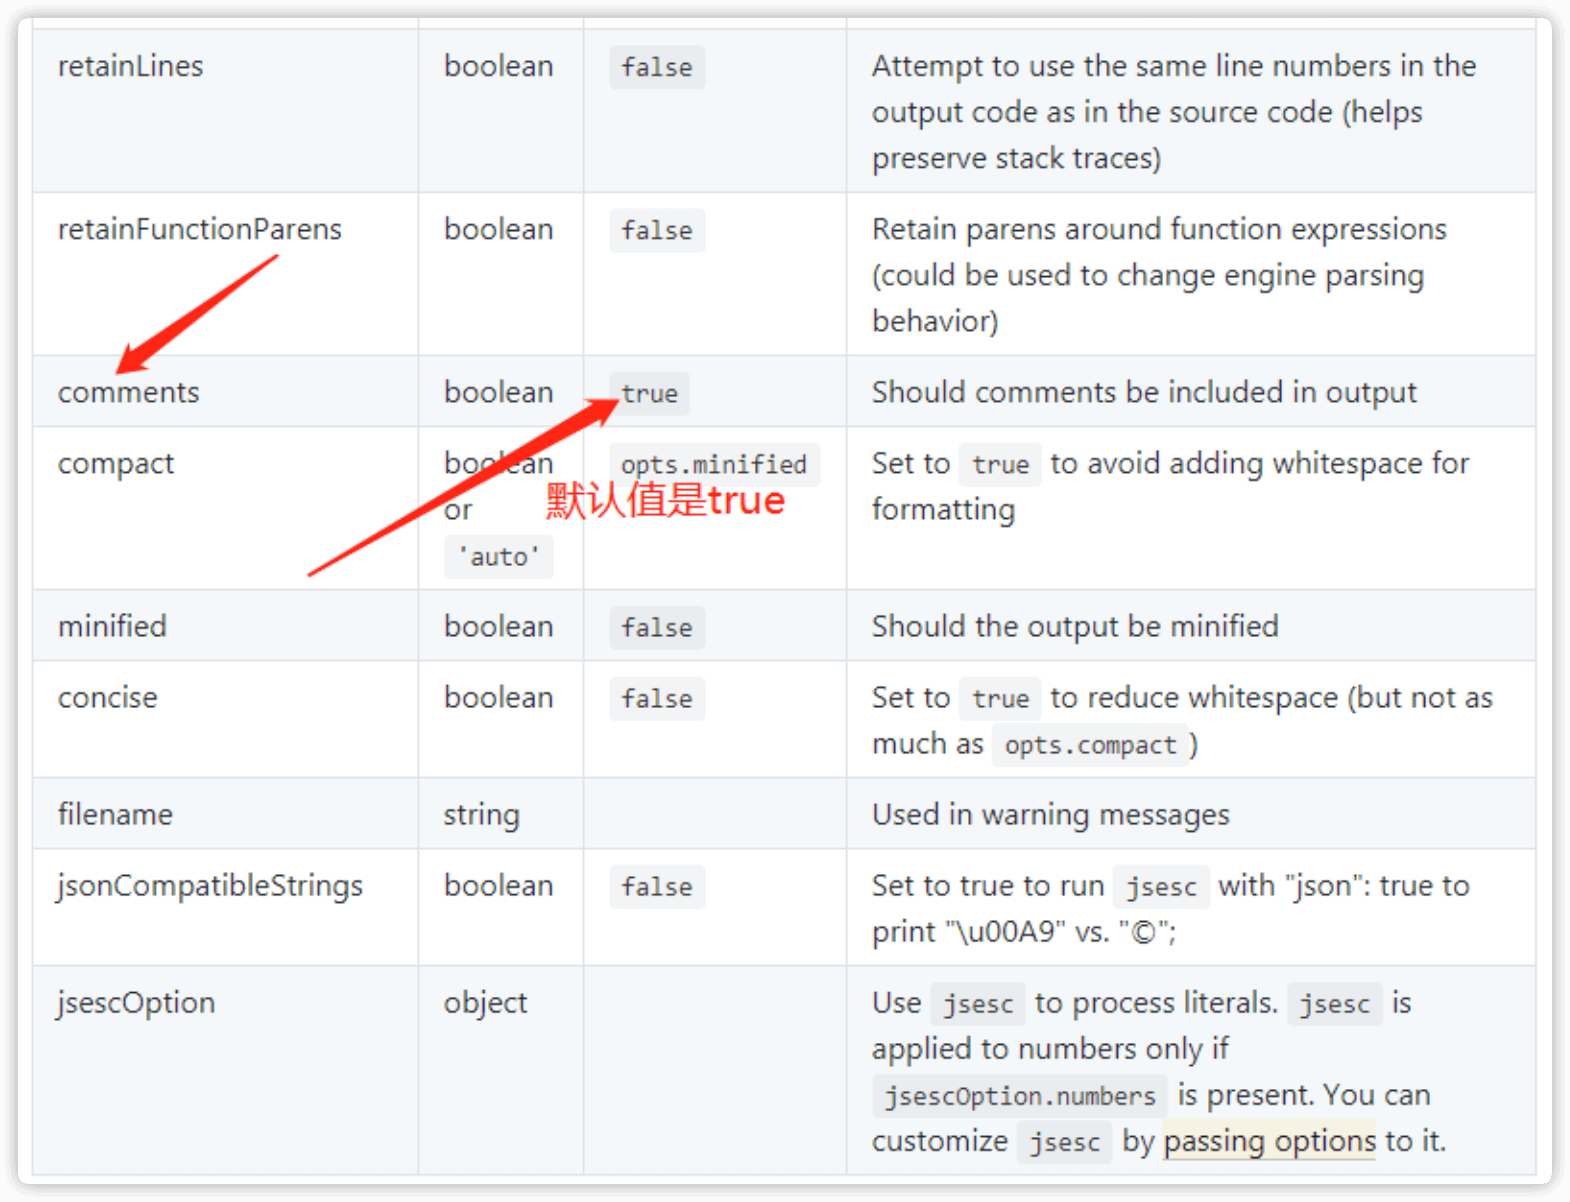 retainLines boolean false Attempt to use the same line numbers in the
output code as in the source code (helps
preserve stack traces)
retainFunctionParens boolean false Retain parens around function expressions
(could be used to change engine parsing
behavior)
comments boolean true Should comments be included in output
compact boolean opts.minified Set to true to avoid adding whitespace for
or 默认值是true formatting
'auto'
minified boolean false Should the output be minified
concise boolean false Set to true to reduce whitespace (but not as
much as opts.compact )
filename string Used in warning messages
jsonCompatibleStrings boolean false Set to true to run jsesc with "json": true to
print "\u00A9" vs. "©";
jsescOption object Use jsesc to process literals. jsesc is
applied to numbers only if
jsescOption.numbers is present. You can
customize jsesc by passing options to it.